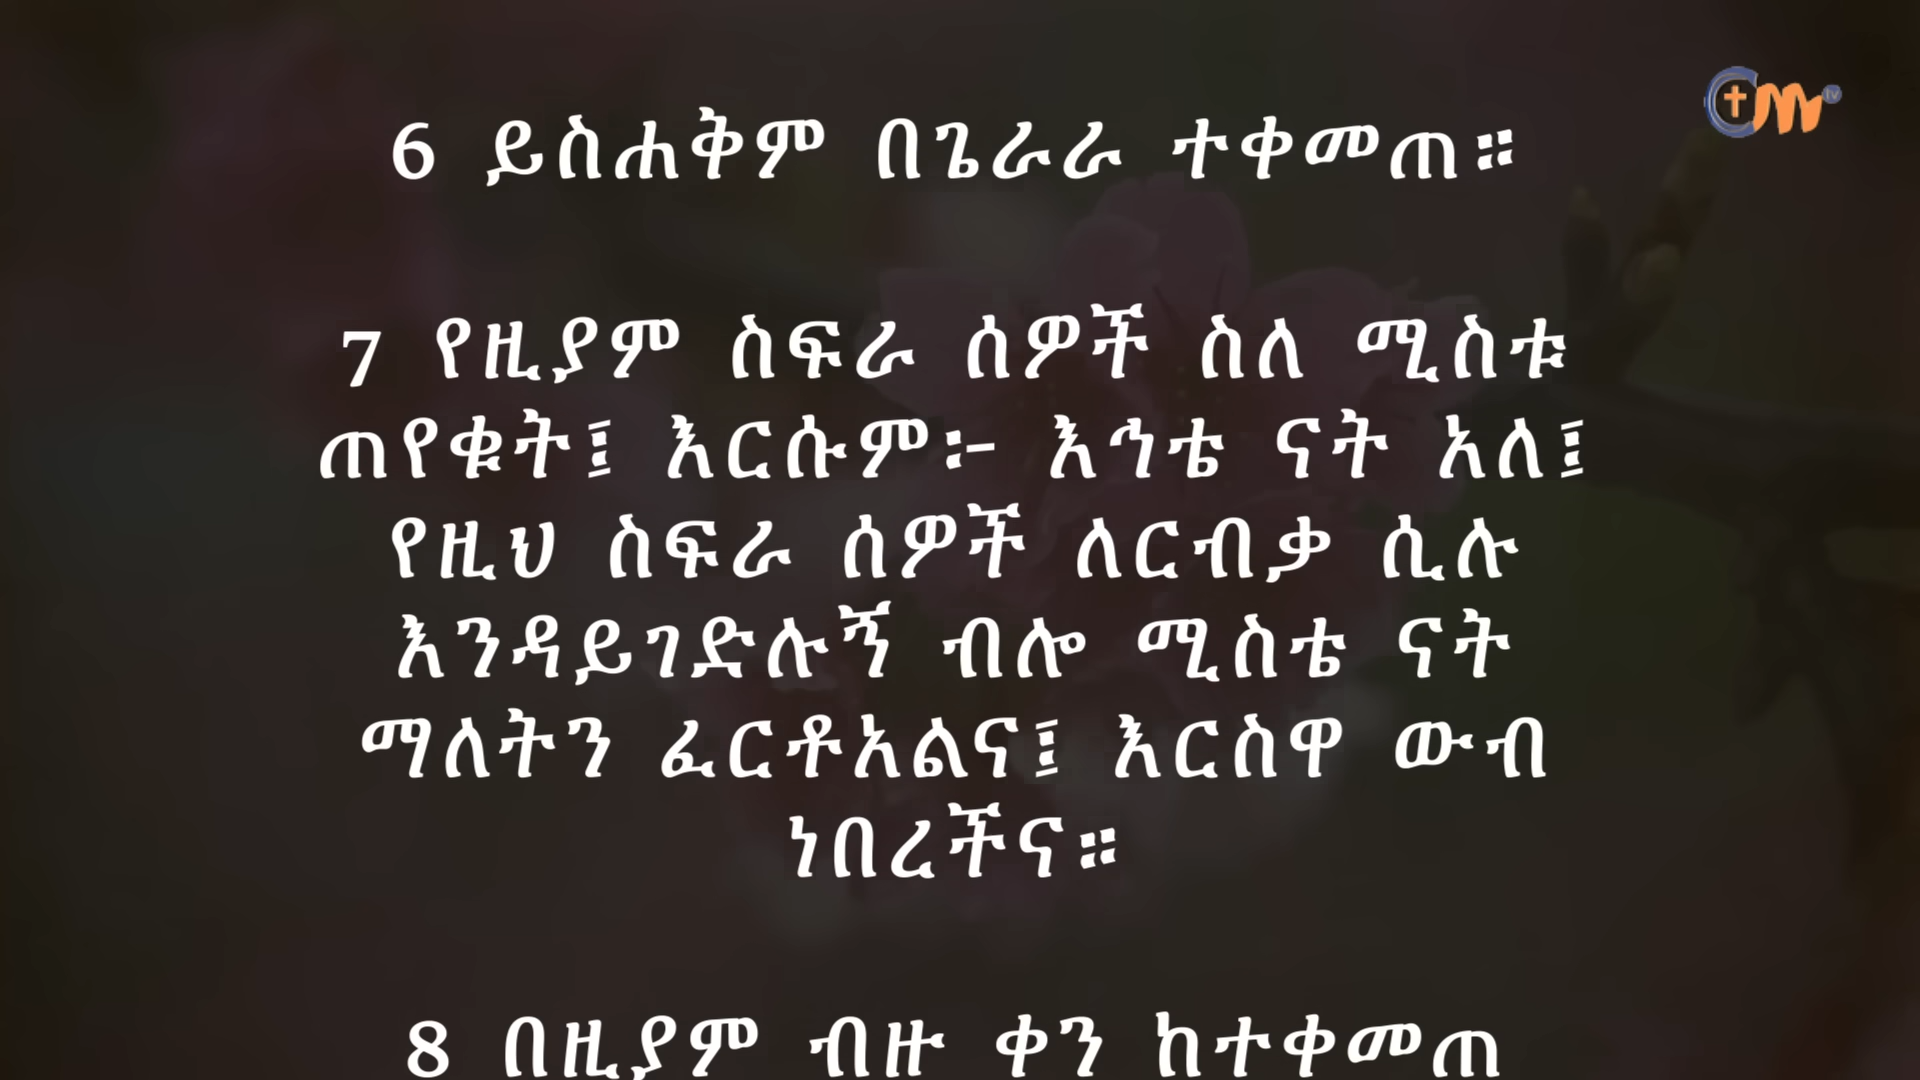 6 ይስሐቅም በጌራራ ተቀመጠ።
7 የዚያም ስፍራ ሰዎች ስለ ሚስቱ
ጠየቁት፤ እርሱም፦ እኅቴ ናት አለ፤
የዚህ ስፍራ ሰዎች ለርብቃ ሲሉ
እንዳይገድሉኝ ብሎ ሚስቴ ናት
ማለትን ፈርቶአልና፤ እርስዋ ውብ
ነበረችና።
8 በዚያም ብዙ ቀን ከተቀመጠ